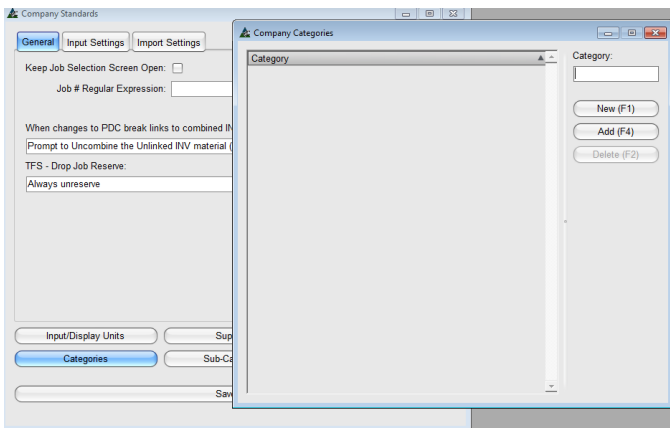 Company Standards
General Input Settings Import Settings
Keep Job Selection Screen Open:
Job # Regular Expression:
When changes to PDC break links to combined IN
Prompt to Uncombine the Unlinked INV material (
TFS - Drop Job Reserve:
Always unreserve
Input/Display Units Sup
Categories Sub-Ca
Sav
Company Categories
Category
Category:
New (F1)
Add (F4)
Delete (F2)